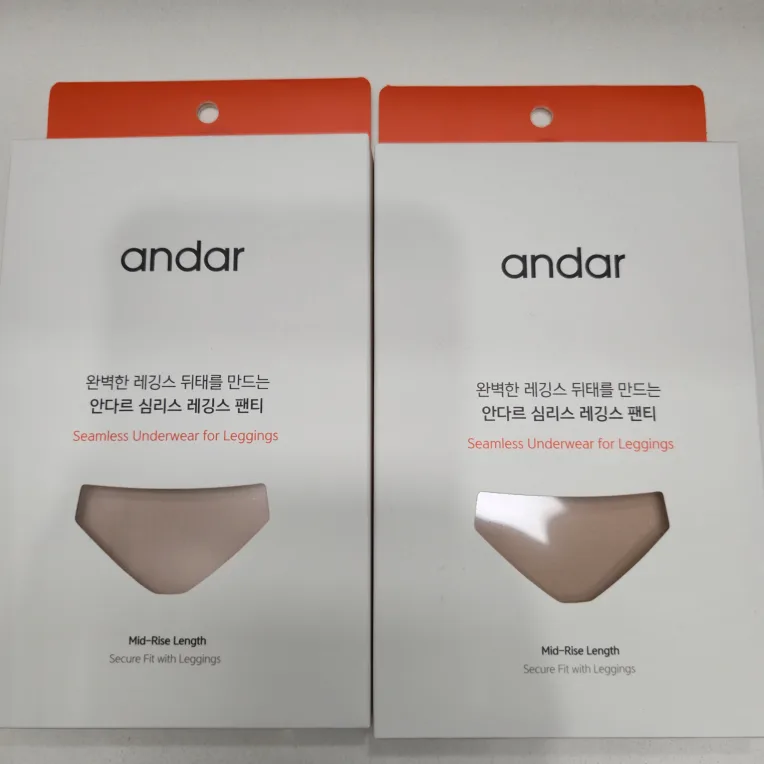 andar
완벽한 레깅스 뒤태를 만드는
안다르 심리스 레깅스 팬티
Seamless Underwear for Leggings
Mid-Rise Length
Secure Fit with Leggings
andar
완벽한 레깅스 뒤태를 만드는
안다르 심리스 레깅스 팬티
Seamless Underwear for Leggings
Mid-Rise Length
Secure Fit with Leggings